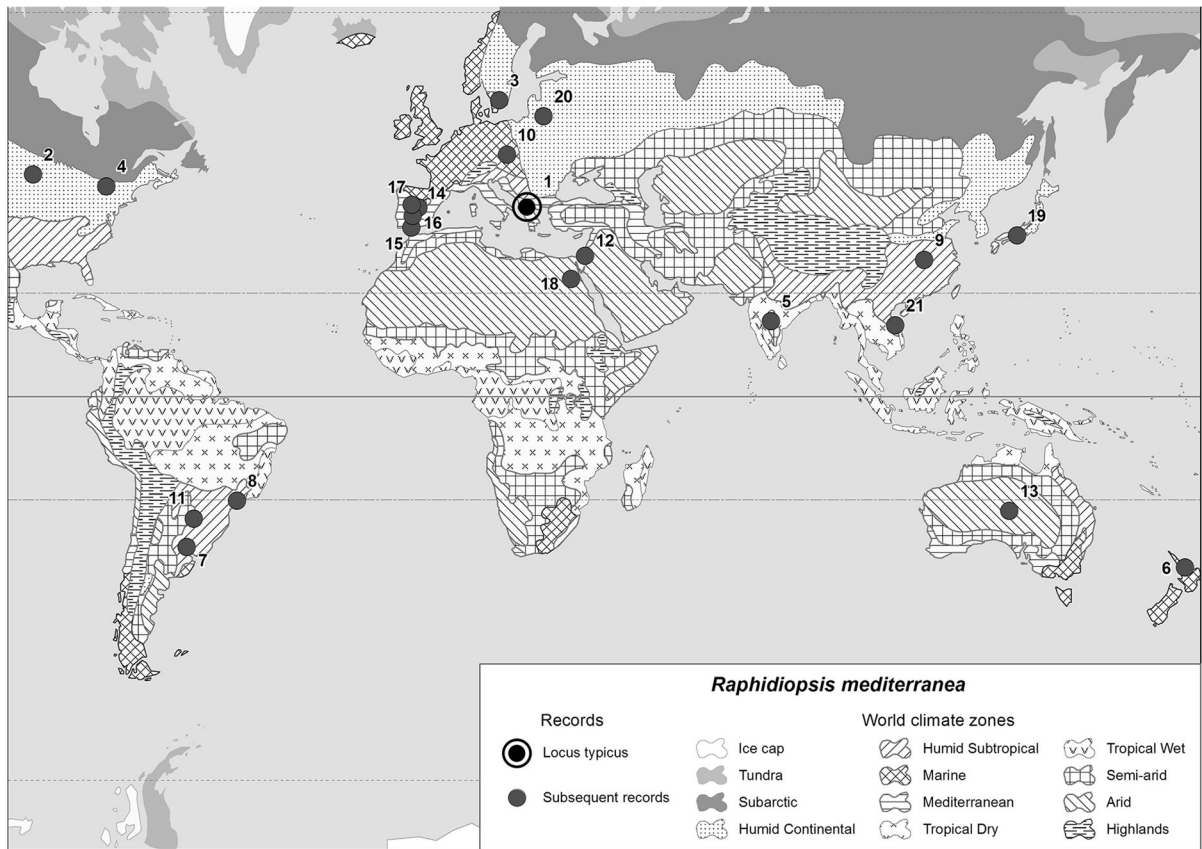 3
20
10
2
4
17
14
1
16
15
12
18
19
9
5
21
8
11
7
13
6
Raphidiopsis mediterranea
Records
World climate zones
Locus typicus
Subsequent records
Ice cap
Tundra
Subarctic
Humid Continental
Humid Subtropical
Marine
Mediterranean
Tropical Dry
Tropical Wet
Semi-arid
Arid
Highlands